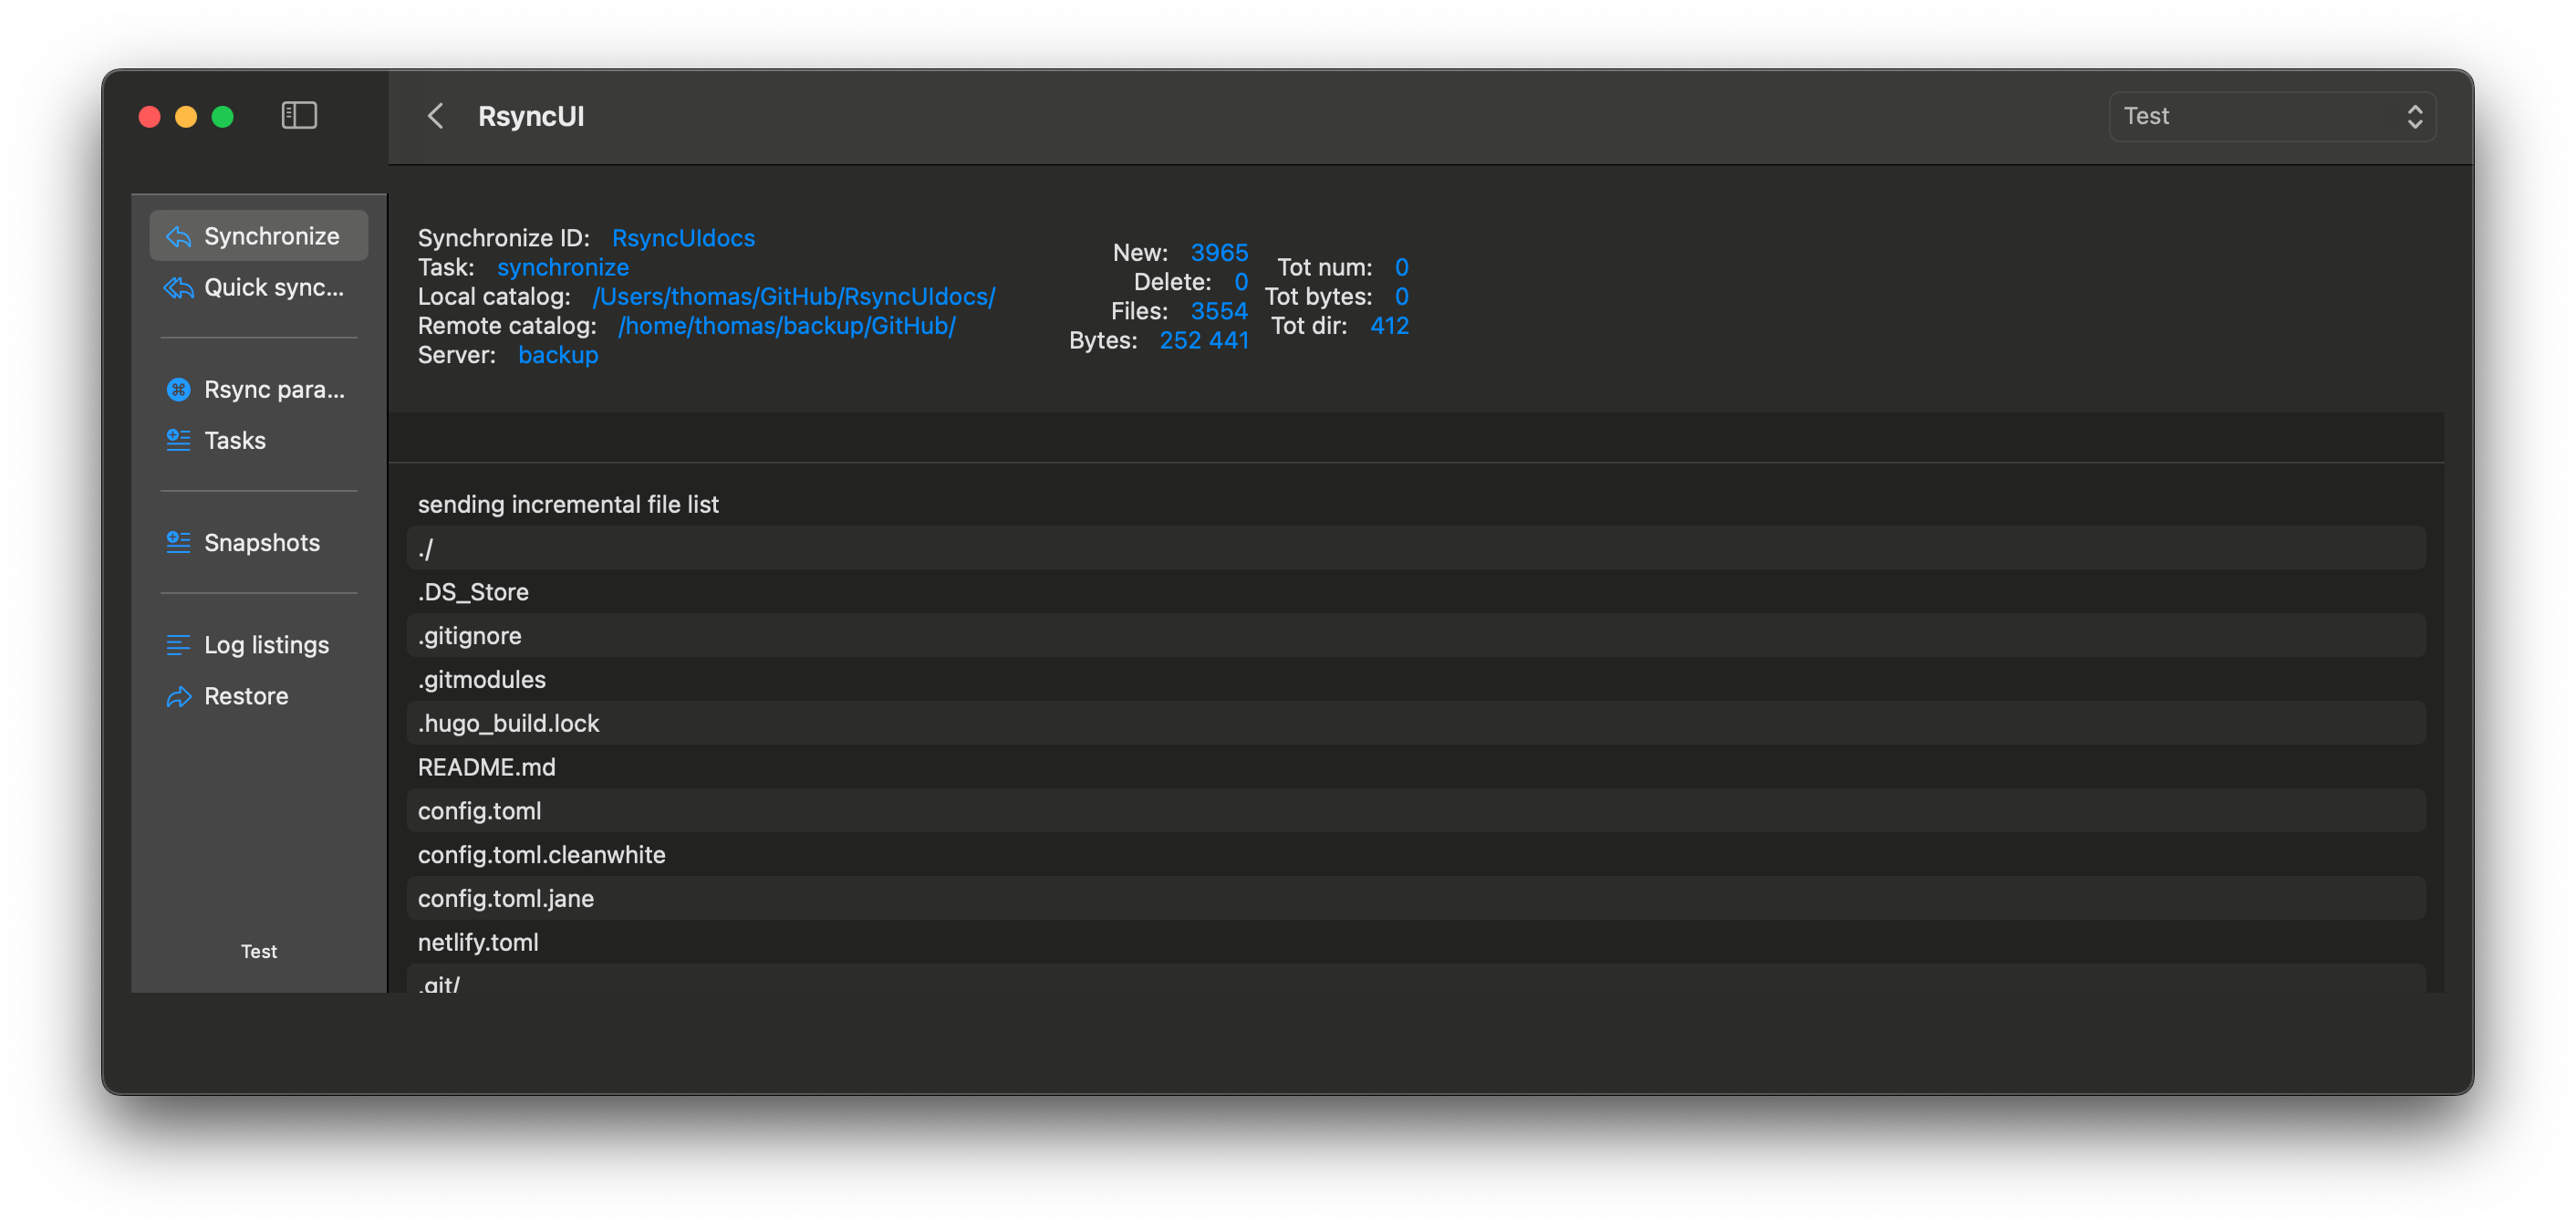 RsyncUI
Test
Synchronize
Quick sync...
Rsync para...
Tasks
Snapshots
Log listings
Restore
Test
Synchronize ID: RsyncUIdocs
Task: synchronize
Local catalog: /Users/thomas/GitHub/RsyncUIdocs/
Remote catalog: /home/thomas/backup/GitHub/
Server: backup
New: 3965
Delete: 0
Files: 3554
Bytes: 252 441
Tot num: 0
Tot bytes: 0
Tot dir: 412
sending incremental file list
./
.DS_Store
.gitignore
.gitmodules
.hugo_build.lock
README.md
config.toml
config.toml.cleanwhite
config.toml.jane
netlify.toml
.git/